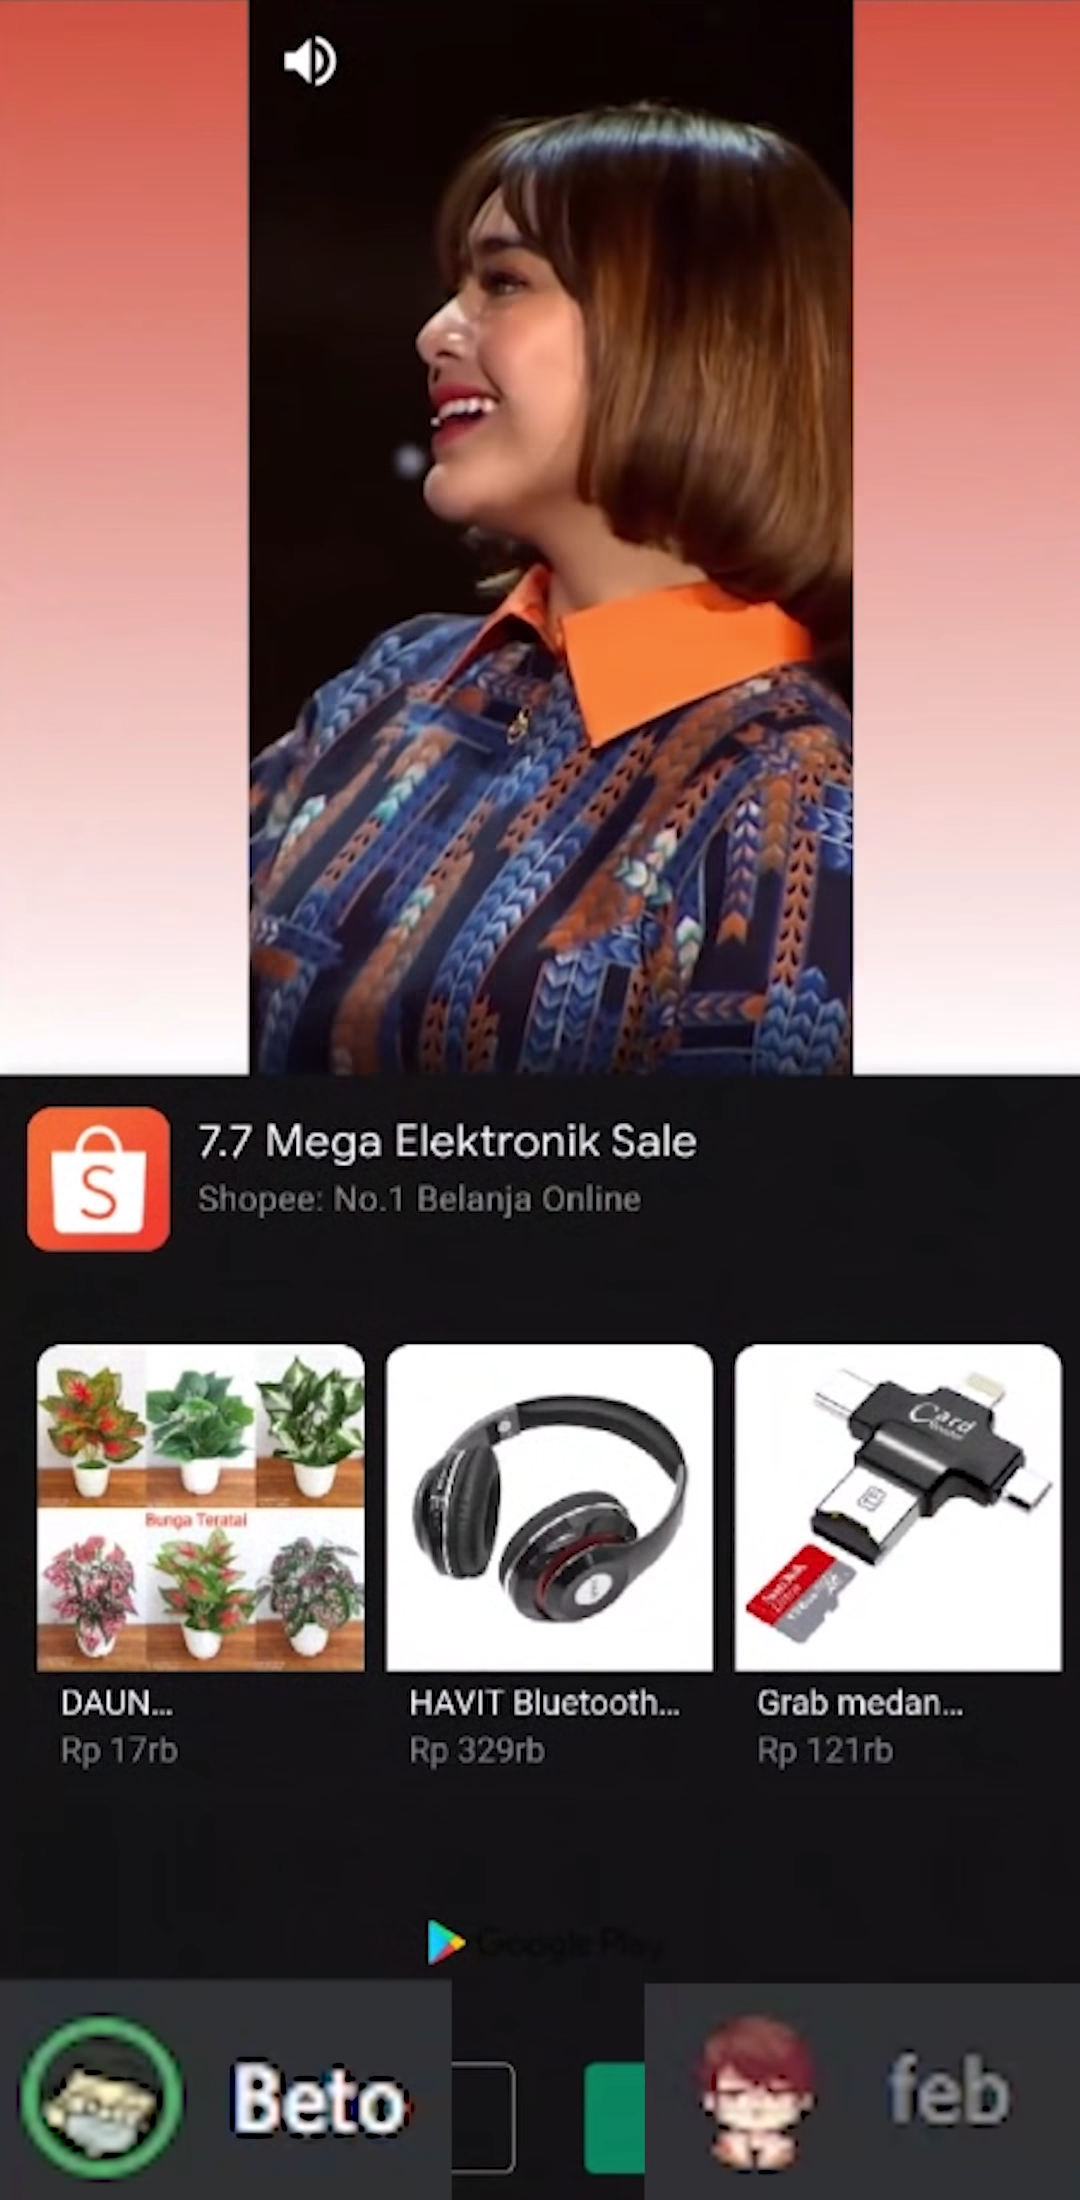 7.7 Mega Elektronik Sale
Shopee: No.1 Belanja Online
Bunga Teratai
Card
DAUN...
Rp 17rb
HAVIT Bluetooth...
Rp 329rb
Grab medan...
Rp 121rb
Google Play
Beto
feb